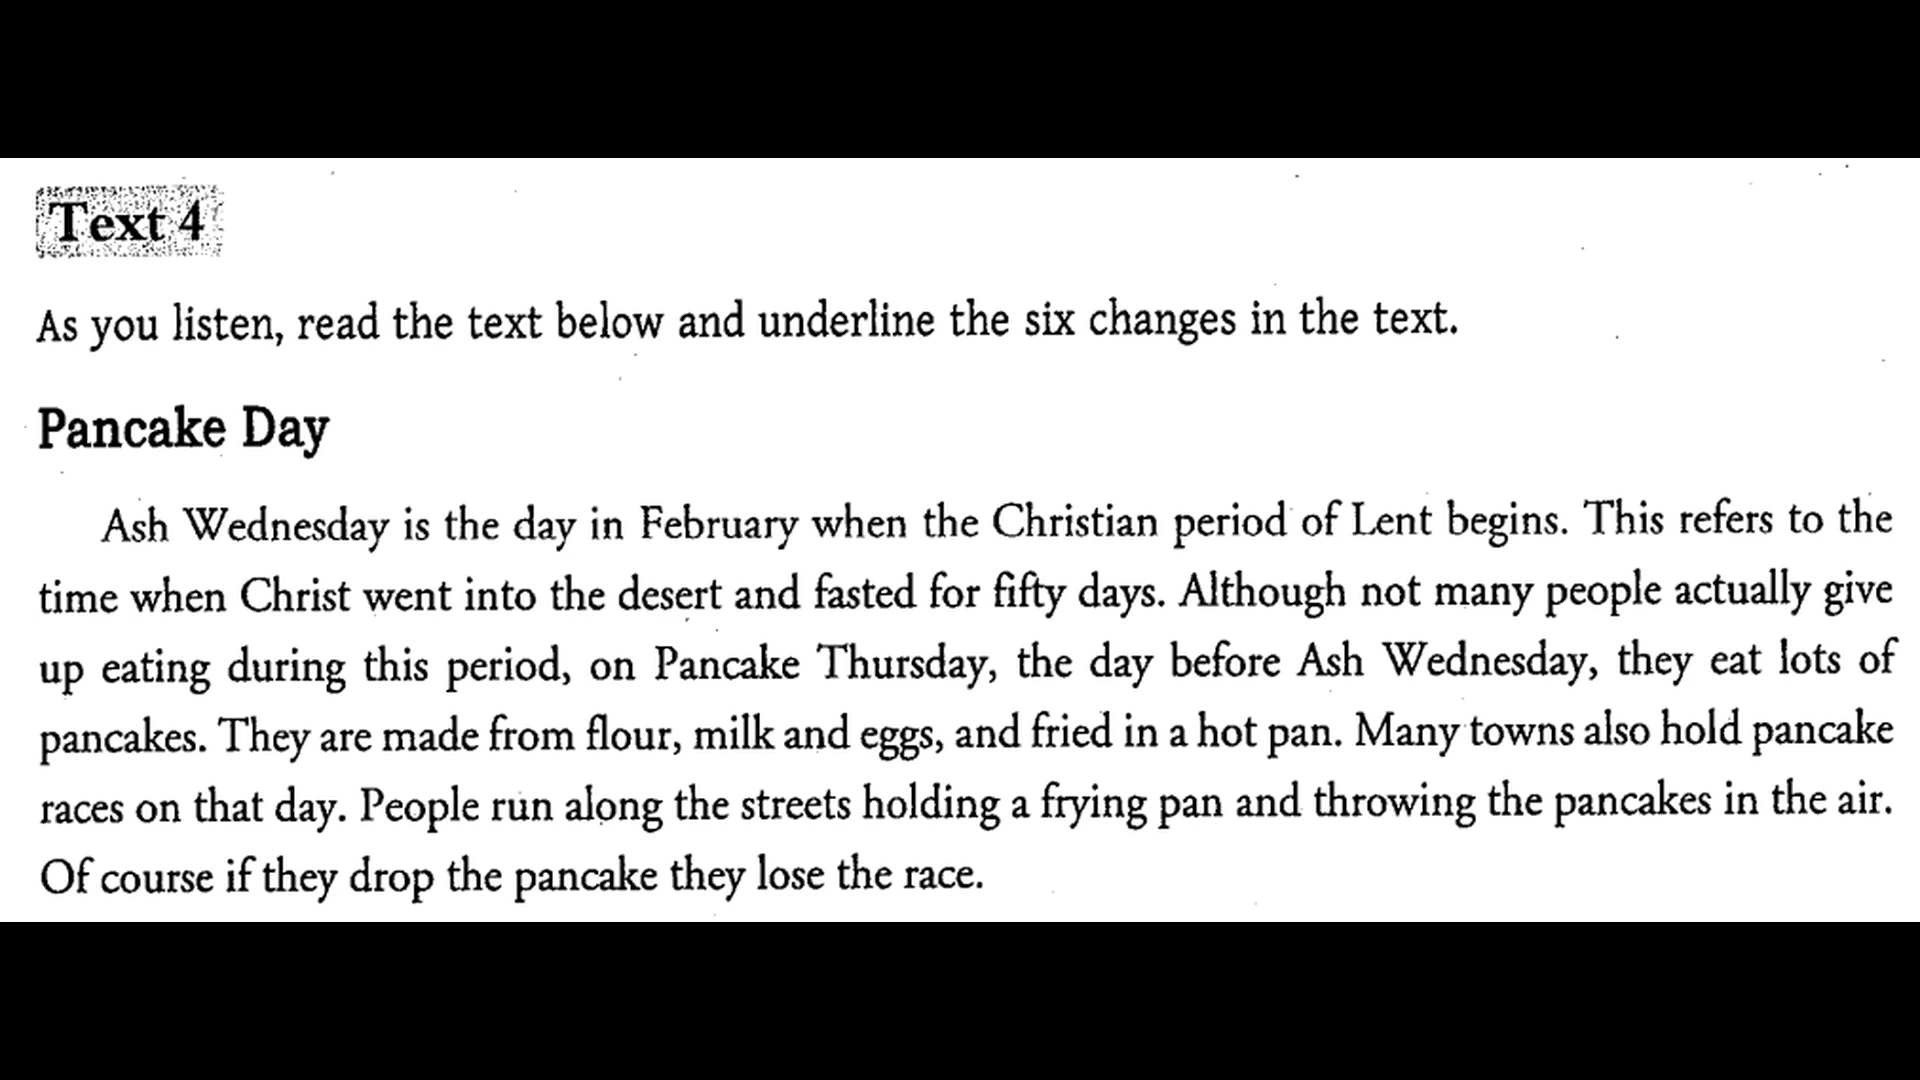 Text 4
As you listen, read the text below and underline the six changes in the text.
Pancake Day
Ash Wednesday is the day in February when the Christian period of Lent begins. This refers to the
time when Christ went into the desert and fasted for fifty days. Although not many people actually give
up eating during this period, on Pancake Thursday, the day before Ash Wednesday, they eat lots of
pancakes. They are made from flour, milk and eggs, and fried in a hot pan. Many towns also hold pancake
races on that day. People run along the streets holding a frying pan and throwing the pancakes in the air.
Of course if they drop the pancake they lose the race.